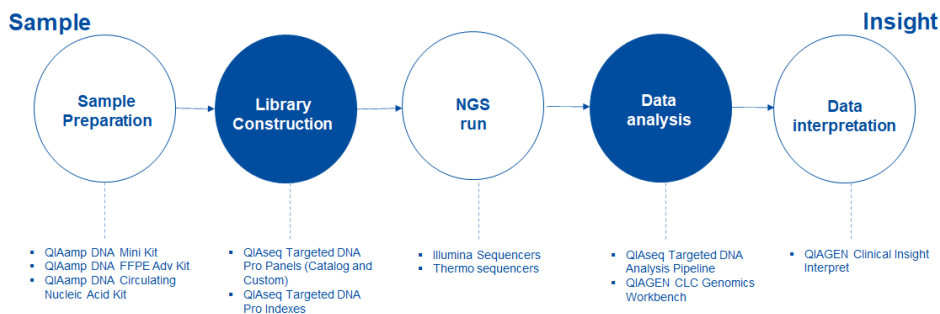 Sample
Insight
Sample
Preparation
Library
Construction
NGS
run
Data
analysis
Data
interpretation
▪ QIAamp DNA Mini Kit
▪ QIAamp DNA FFPE Adv Kit
▪ QIAamp DNA Circulating
Nucleic Acid Kit
▪ QIAseq Targeted DNA
Pro Panels (Catalog and
Custom)
▪ QIAseq Targeted DNA
Pro Indexes
▪ Illumina Sequencers
▪ Thermo sequencers
▪ QIAseq Targeted DNA
Analysis Pipeline
▪ QIAGEN CLC Genomics
Workbench
▪ QIAGEN Clinical Insight
Interpret